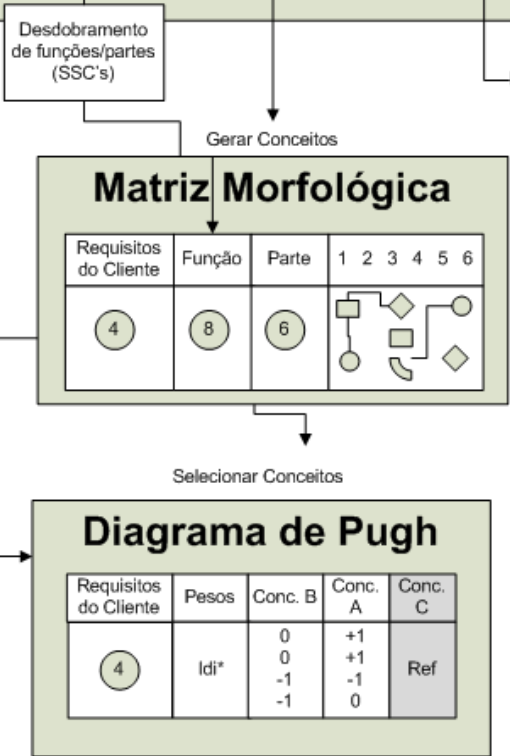 Desdobramento
de funções/partes
(SSC's)
Gerar Conceitos
Matriz Morfológica
Requisitos
do Cliente
Função
Parte
1 2 3 4 5 6
4
8
6
Selecionar Conceitos
Diagrama de Pugh
Requisitos
do Cliente
Pesos
Conc. B
Conc.
A
Conc.
C
4
Idi*
0
0
-1
-1
+1
+1
-1
0
Ref